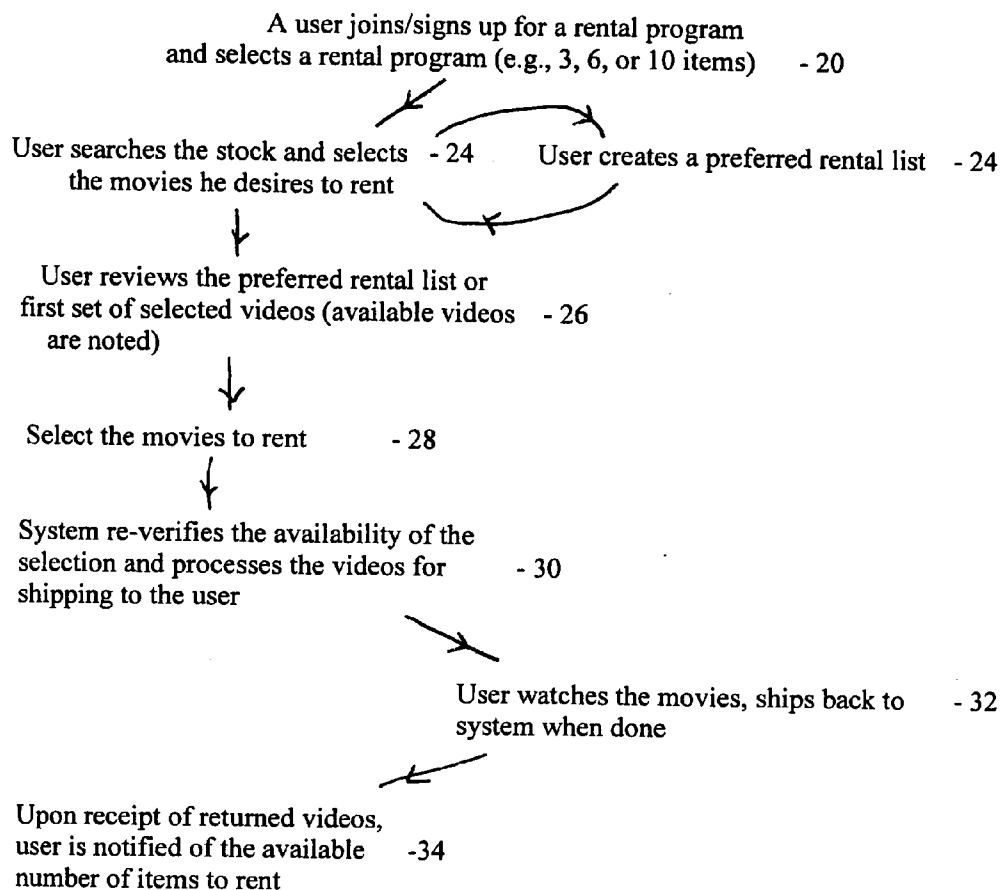 A user joins/signs up for a rental program
and selects a rental program (e.g., 3, 6, or 10 items) - 20
User searches the stock and selects - 24
the movies he desires to rent
User creates a preferred rental list - 24
User reviews the preferred rental list or
first set of selected videos (available videos - 26
are noted)
Select the movies to rent - 28
System re-verifies the availability of the
selection and processes the videos for - 30
shipping to the user
User watches the movies, ships back to - 32
system when done
Upon receipt of returned videos,
user is notified of the available -34
number of items to rent